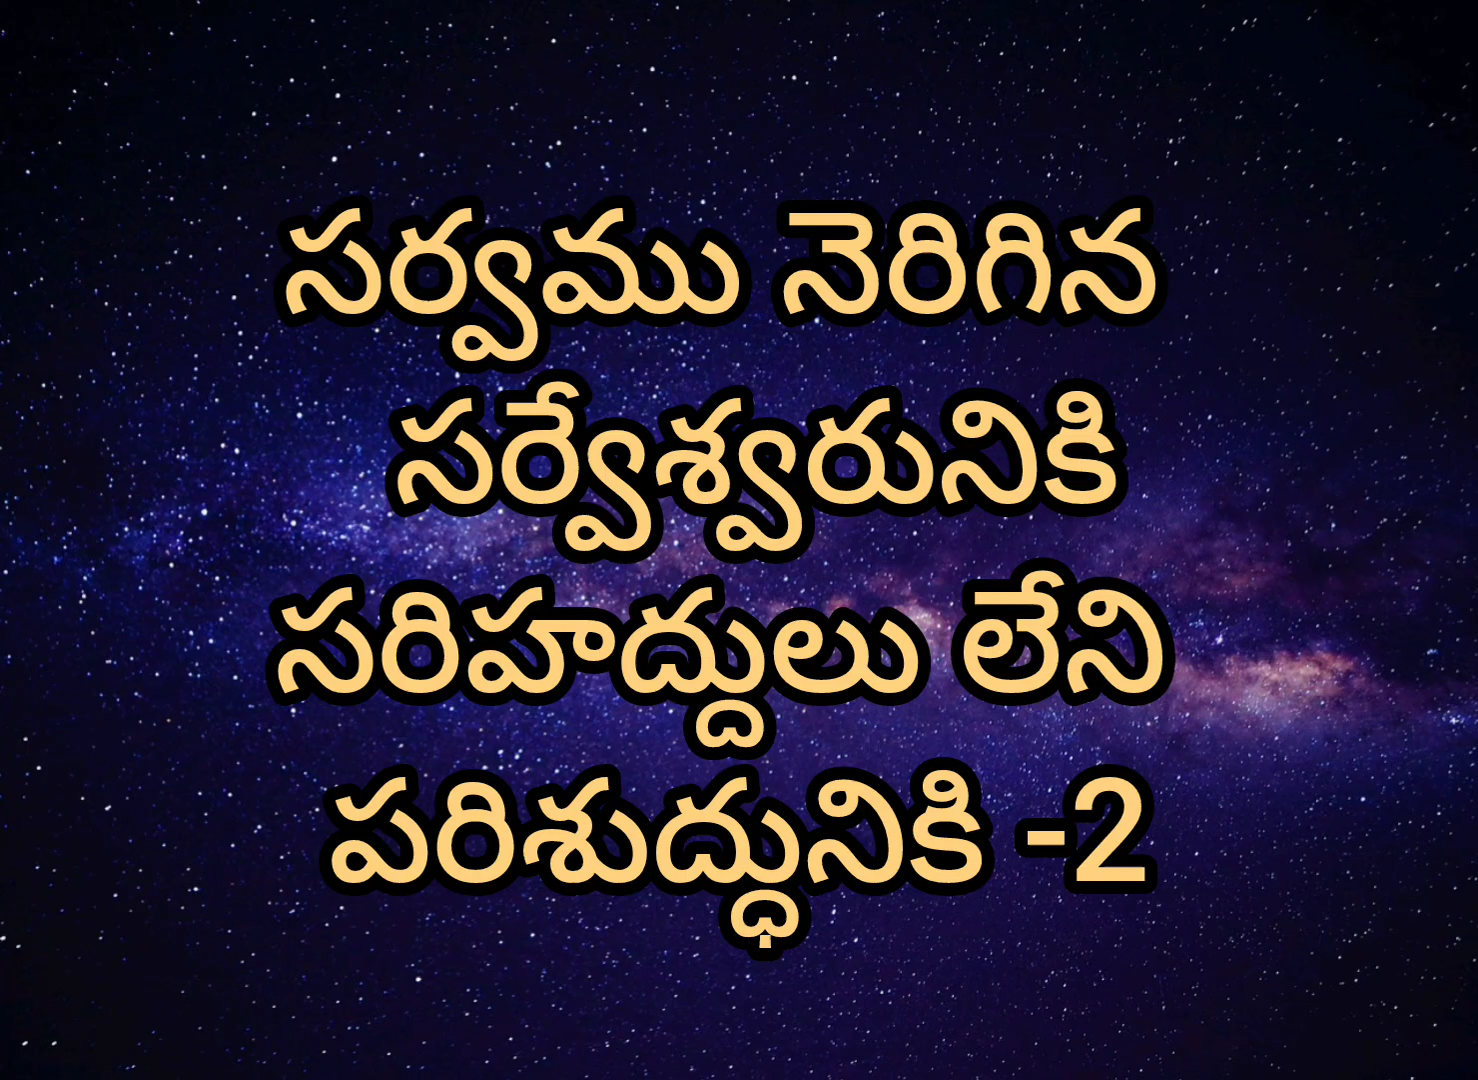 సర్వము నెరిగిన
సర్వేశ్వరునికి
సరిహద్దులు లేని
పరిశుద్ధునికి -2